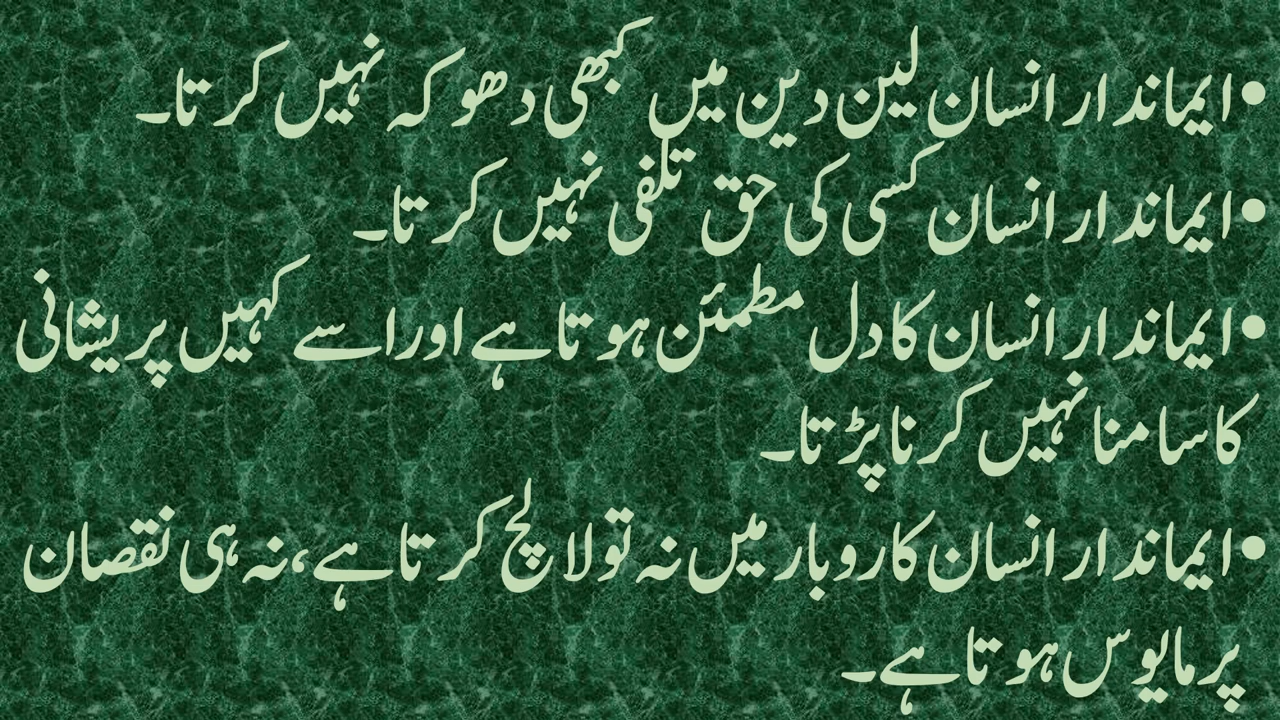 •ایماندار انسان لین دین میں کبھی دھوکہ نہیں کرتا۔
•ایماندار انسان کسی کی حق تلفی نہیں کرتا۔
•ایماندار انسان کا دل مطمئن ہوتا ہے اور اسے کہیں پریشانی
کا سامنا نہیں کرنا پڑتا۔
•ایماندار انسان کاروبار میں نہ تو لالچ کرتا ہے، نہ ہی نقصان
پر مایوس ہوتا ہے۔